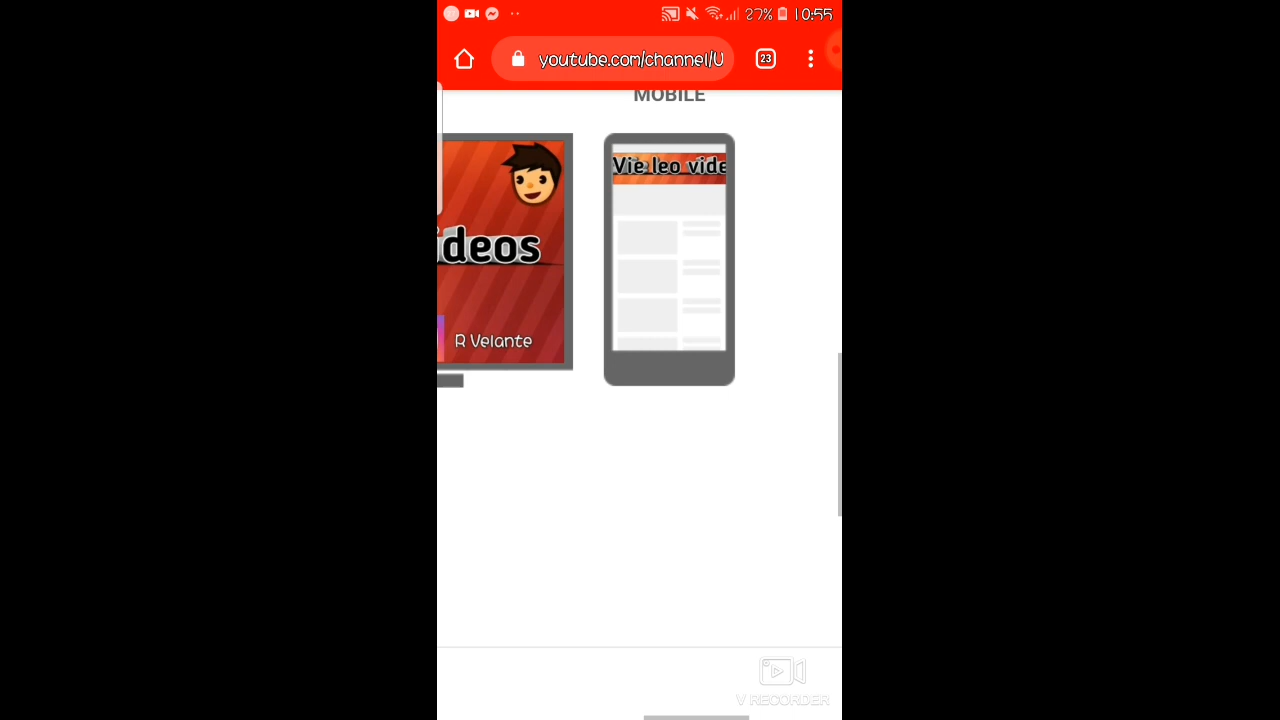 27% 10:55
youtube.com/channel/U
23
MOBILE
Vie leo vide
ideos
R Velante
V RECORDER